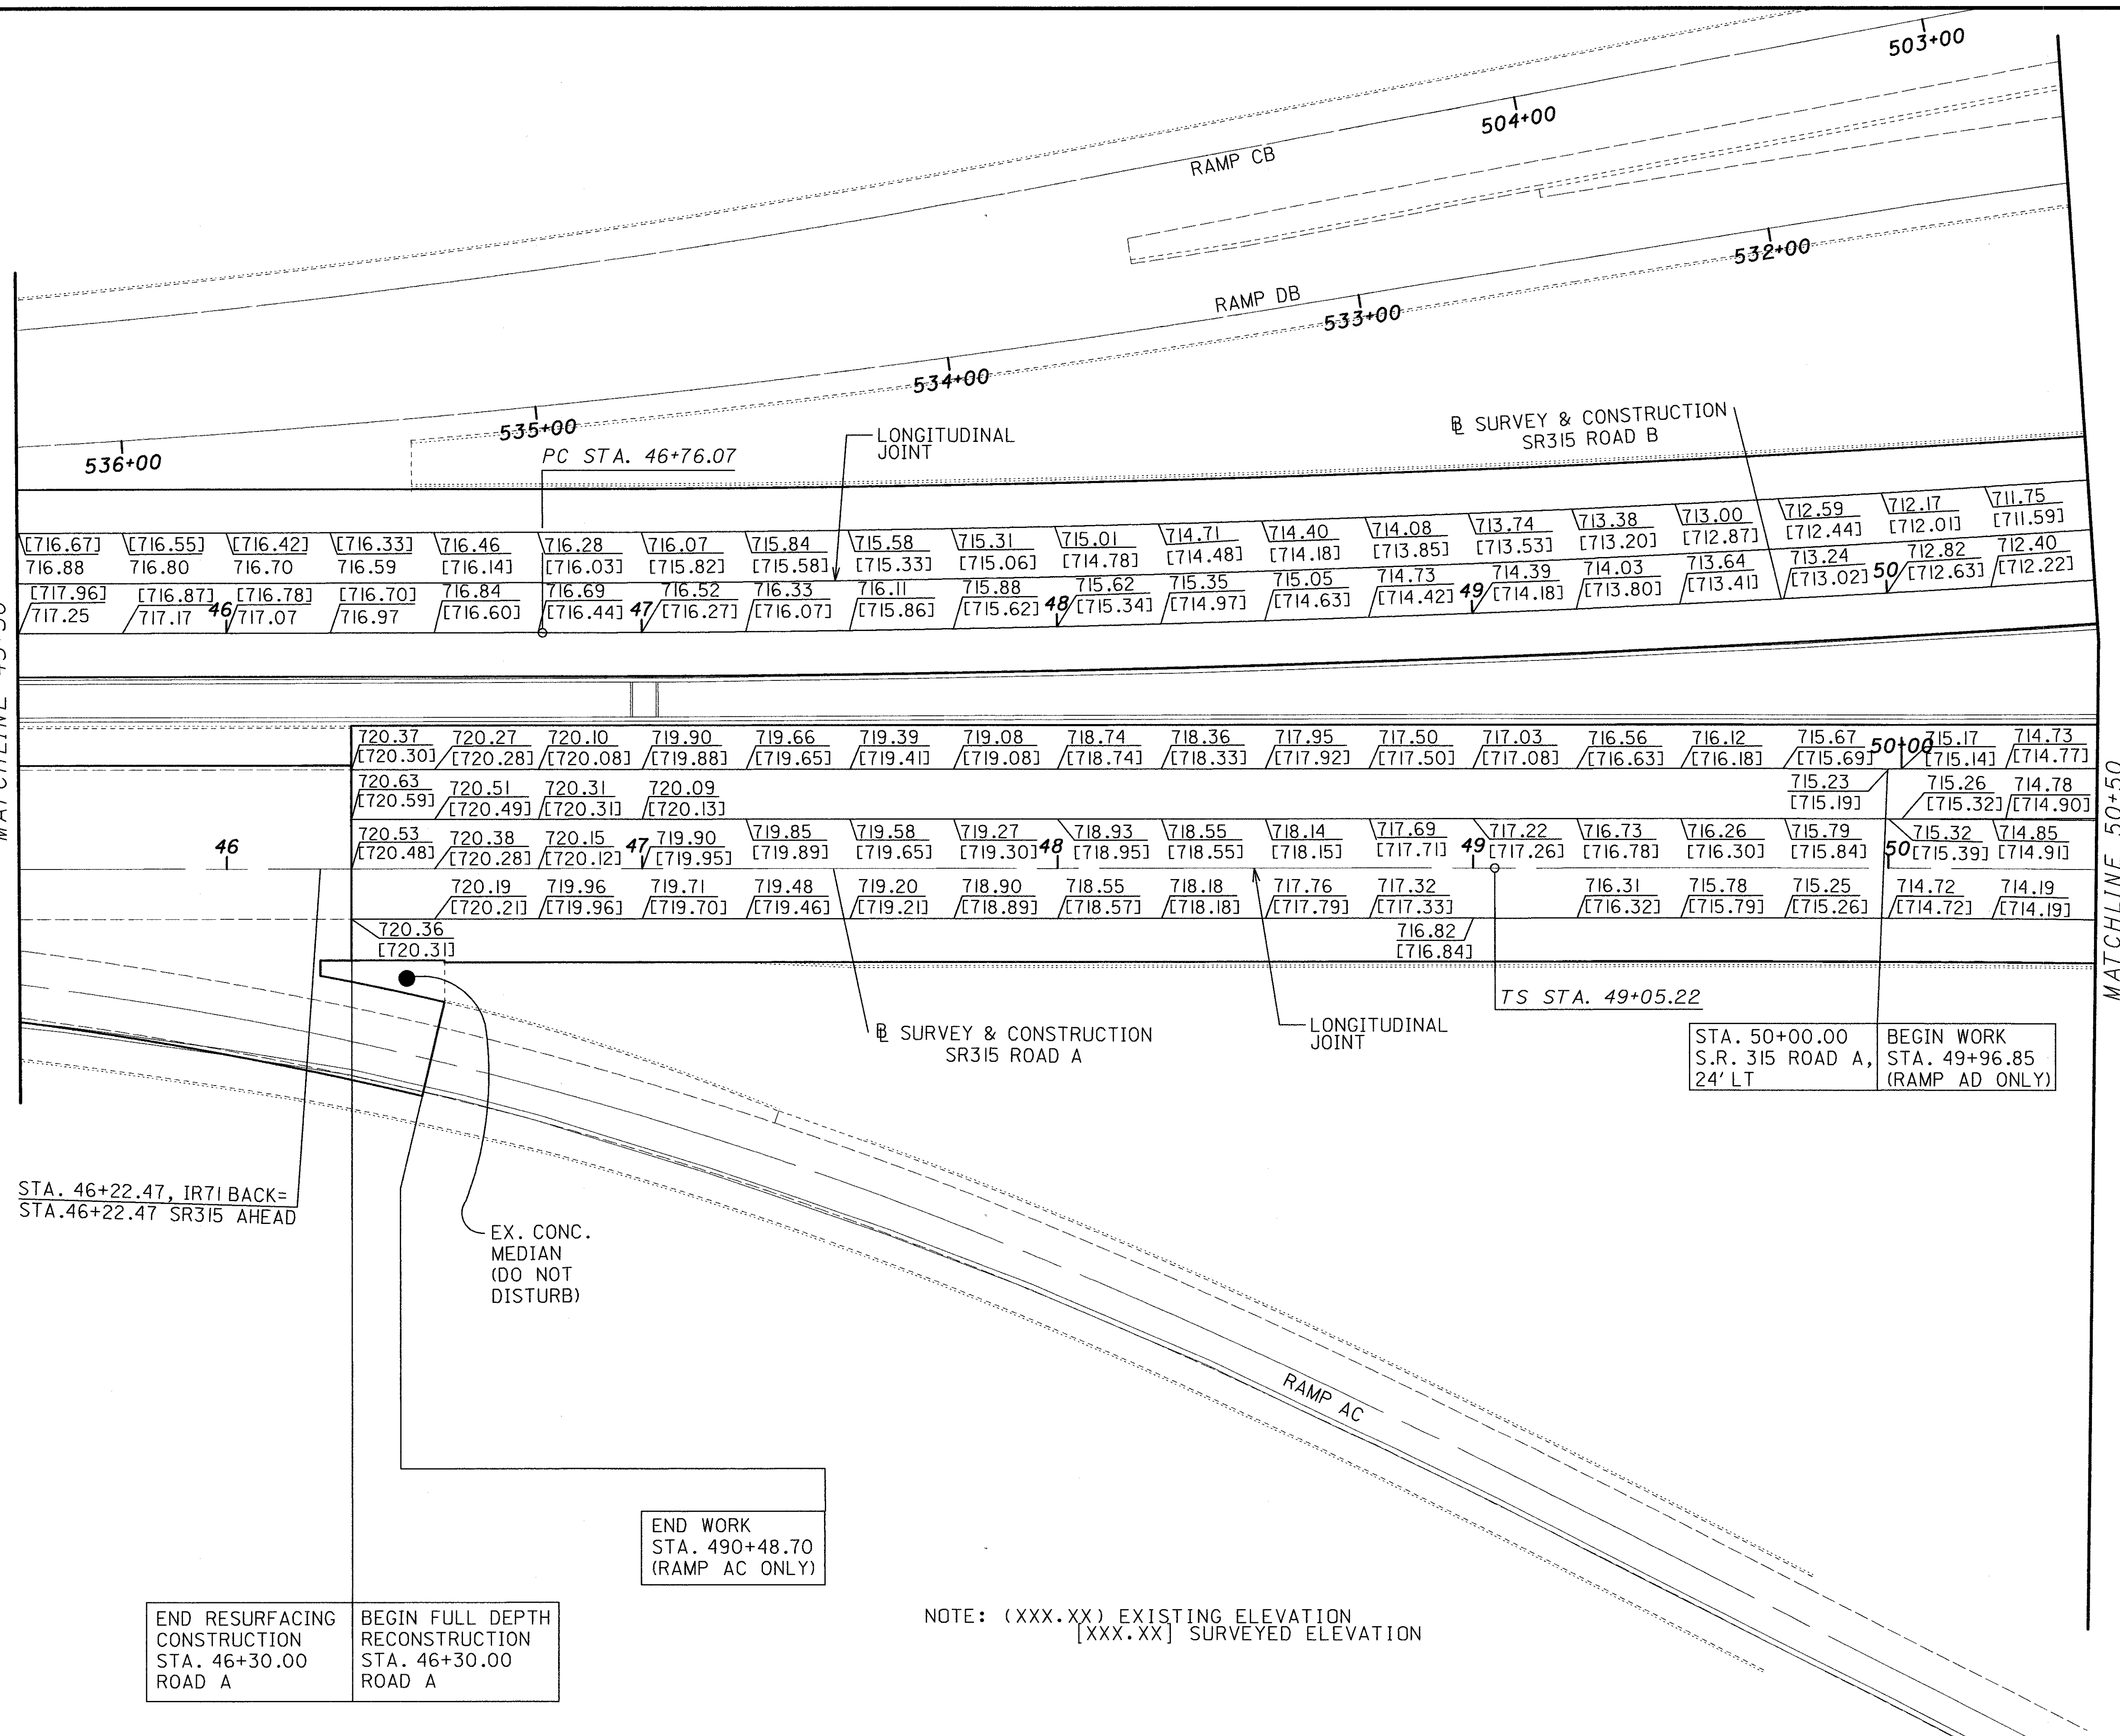 503+00
504+00
RAMP CB
532+00
RAMP DB
533+00
534+00
535+00
536+00
PC STA. 46+76.07
LONGITUDINAL
JOINT
℄ SURVEY & CONSTRUCTION
SR315 ROAD B
[716.67] [716.55] [716.42] [716.33] 716.46 716.28 716.07 715.84 715.58 715.31 715.01 714.71 714.40 714.08 713.74 713.38 713.00 712.59 712.17 711.75
716.88 716.80 716.70 716.59 [716.14] [716.03] [715.82] [715.58] [715.33] [715.06] [714.78] [714.48] [714.18] [713.85] [713.53] [713.20] [712.87] [712.44] [712.01] [711.59]
[717.96] [716.87] [716.78] [716.70] 716.84 716.69 716.52 716.33 716.11 715.88 715.62 715.35 715.05 714.73 714.39 714.03 713.64 713.24 712.82 712.40
717.25 717.17 46 717.07 716.97 [716.60] [716.44] 47 [716.27] [716.07] [715.86] [715.62] 48 [715.34] [714.97] [714.63] [714.42] 49 [714.18] [713.80] [713.41] [713.02] 50 [712.63] [712.22]
720.37 720.27 720.10 719.90 719.66 719.39 719.08 718.74 718.36 717.95 717.50 717.03 716.56 716.12 715.67 50+00 715.17 714.73
[720.30] [720.28] [720.08] [719.88] [719.65] [719.41] [719.08] [718.74] [718.33] [717.92] [717.50] [717.08] [716.63] [716.18] [715.69] [715.14] [714.77]
720.63 720.51 720.31 720.09 715.23 715.26 714.78
[720.59] [720.49] [720.31] [720.13] [715.19] [715.32] [714.90]
720.53 720.38 720.15 719.90 719.85 719.58 719.27 718.93 718.55 718.14 717.69 717.22 716.73 716.26 715.79 715.32 714.85
46 [720.48] [720.28] [720.12] 47 [719.95] [719.89] [719.65] [719.30] 48 [718.95] [718.55] [718.15] [717.71] 49 [717.26] [716.78] [716.30] [715.84] 50 [715.39] [714.91]
720.19 719.96 719.71 719.48 719.20 718.90 718.55 718.18 717.76 717.32 716.31 715.78 715.25 714.72 714.19
[720.21] [719.96] [719.70] [719.46] [719.21] [718.89] [718.57] [718.18] [717.79] [717.33] [716.32] [715.79] [715.26] [714.72] [714.19]
720.36 716.82
[720.31] [716.84]
MATCHLINE 50+50
TS STA. 49+05.22
℄ SURVEY & CONSTRUCTION
SR315 ROAD A
LONGITUDINAL
JOINT
STA. 50+00.00
S.R. 315 ROAD A,
24' LT
BEGIN WORK
STA. 49+96.85
(RAMP AD ONLY)
STA. 46+22.47, IR71 BACK=
STA.46+22.47 SR315 AHEAD
EX. CONC.
MEDIAN
(DO NOT
DISTURB)
RAMP AC
END WORK
STA. 490+48.70
(RAMP AC ONLY)
END RESURFACING
CONSTRUCTION
STA. 46+30.00
ROAD A
BEGIN FULL DEPTH
RECONSTRUCTION
STA. 46+30.00
ROAD A
NOTE: (XXX.XX) EXISTING ELEVATION
[XXX.XX] SURVEYED ELEVATION